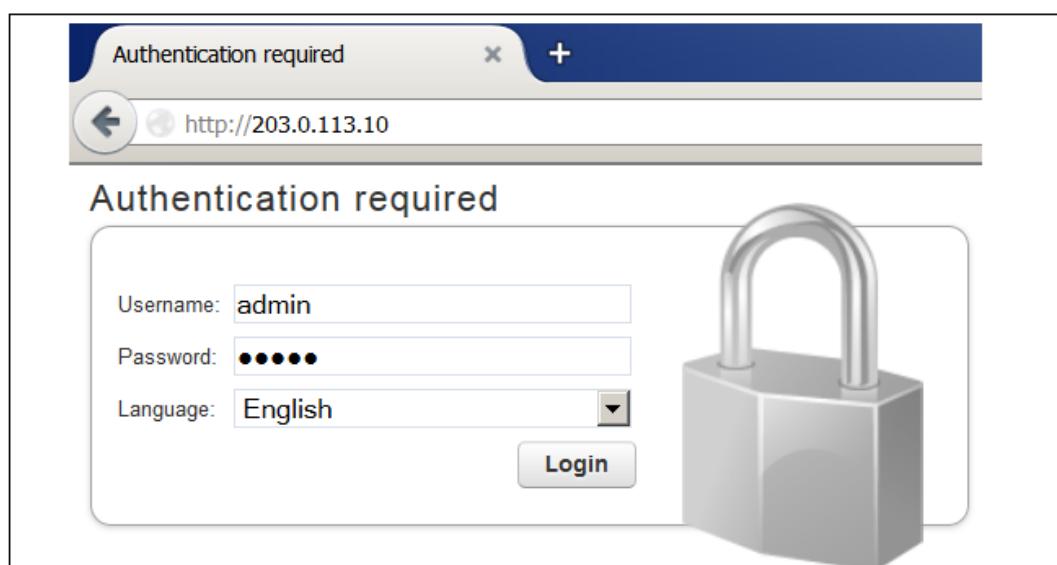 Authentication required
http://203.0.113.10
Authentication required
Username: admin
Password: •••••
Language: English
Login